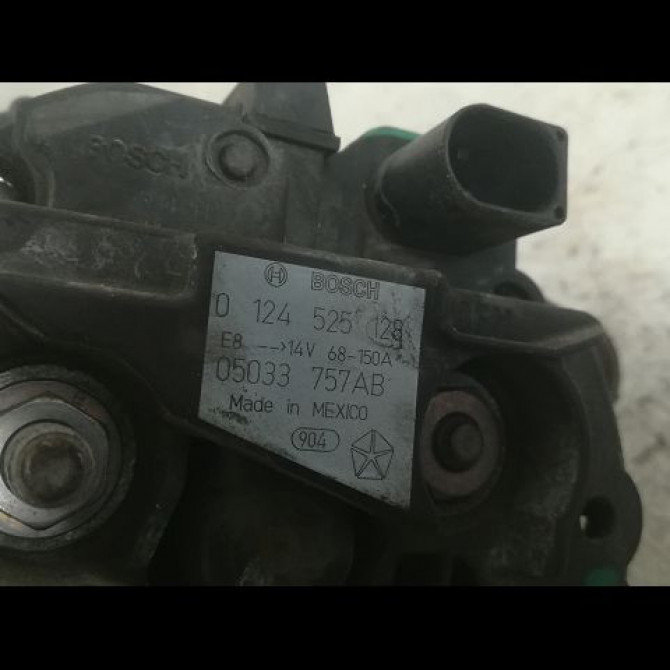 BOSCH
BOSCH
0 124 525 128
E8 -->14V 68-150A
05033 757AB
Made in MEXICO
904